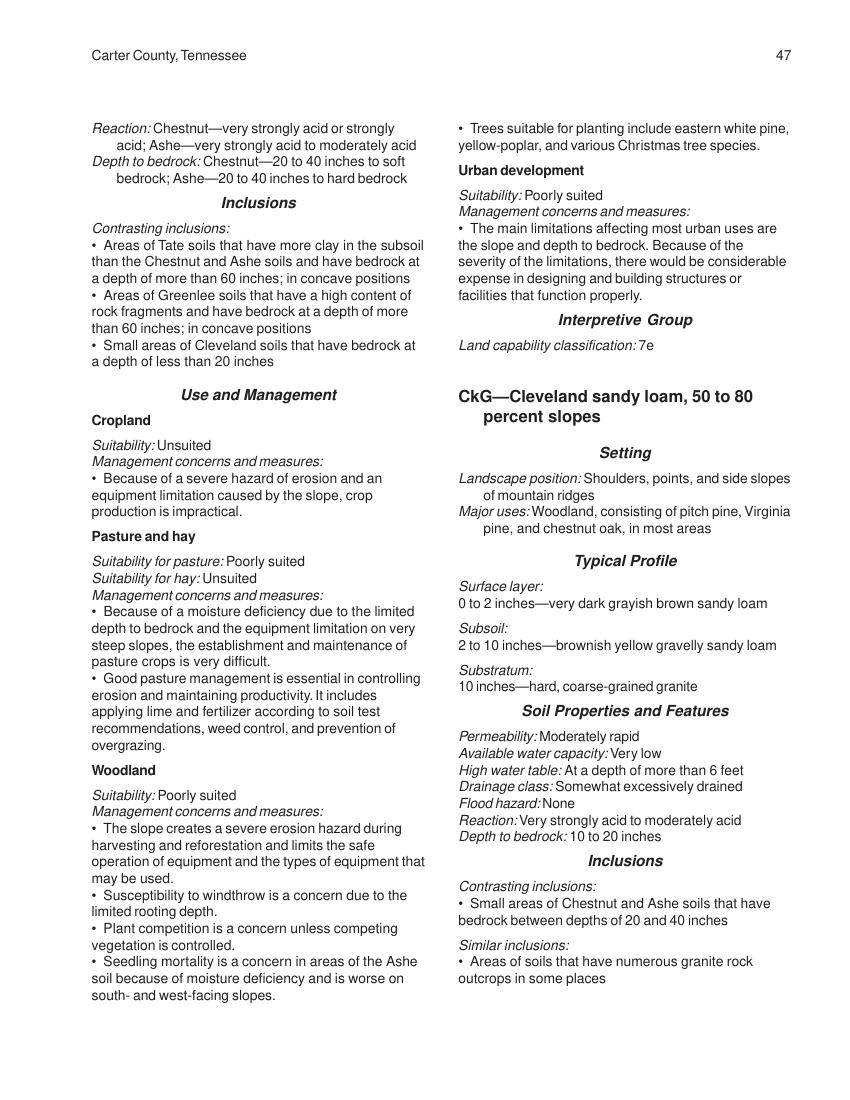 Carter County, Tennessee
47
Reaction: Chestnut—very strongly acid or strongly
acid; Ashe—very strongly acid to moderately acid
Depth to bedrock: Chestnut—20 to 40 inches to soft
bedrock; Ashe—20 to 40 inches to hard bedrock
Inclusions
Contrasting inclusions:
• Areas of Tate soils that have more clay in the subsoil
than the Chestnut and Ashe soils and have bedrock at
a depth of more than 60 inches; in concave positions
• Areas of Greenlee soils that have a high content of
rock fragments and have bedrock at a depth of more
than 60 inches; in concave positions
• Small areas of Cleveland soils that have bedrock at
a depth of less than 20 inches
Use and Management
Cropland
Suitability: Unsuited
Management concerns and measures:
• Because of a severe hazard of erosion and an
equipment limitation caused by the slope, crop
production is impractical.
Pasture and hay
Suitability for pasture: Poorly suited
Suitability for hay: Unsuited
Management concerns and measures:
• Because of a moisture deficiency due to the limited
depth to bedrock and the equipment limitation on very
steep slopes, the establishment and maintenance of
pasture crops is very difficult.
• Good pasture management is essential in controlling
erosion and maintaining productivity. It includes
applying lime and fertilizer according to soil test
recommendations, weed control, and prevention of
overgrazing.
Woodland
Suitability: Poorly suited
Management concerns and measures:
• The slope creates a severe erosion hazard during
harvesting and reforestation and limits the safe
operation of equipment and the types of equipment that
may be used.
• Susceptibility to windthrow is a concern due to the
limited rooting depth.
• Plant competition is a concern unless competing
vegetation is controlled.
• Seedling mortality is a concern in areas of the Ashe
soil because of moisture deficiency and is worse on
south- and west-facing slopes.
• Trees suitable for planting include eastern white pine,
yellow-poplar, and various Christmas tree species.
Urban development
Suitability: Poorly suited
Management concerns and measures:
• The main limitations affecting most urban uses are
the slope and depth to bedrock. Because of the
severity of the limitations, there would be considerable
expense in designing and building structures or
facilities that function properly.
Interpretive Group
Land capability classification: 7e
CkG—Cleveland sandy loam, 50 to 80
percent slopes
Setting
Landscape position: Shoulders, points, and side slopes
of mountain ridges
Major uses: Woodland, consisting of pitch pine, Virginia
pine, and chestnut oak, in most areas
Typical Profile
Surface layer:
0 to 2 inches—very dark grayish brown sandy loam
Subsoil:
2 to 10 inches—brownish yellow gravelly sandy loam
Substratum:
10 inches—hard, coarse-grained granite
Soil Properties and Features
Permeability: Moderately rapid
Available water capacity: Very low
High water table: At a depth of more than 6 feet
Drainage class: Somewhat excessively drained
Flood hazard: None
Reaction: Very strongly acid to moderately acid
Depth to bedrock: 10 to 20 inches
Inclusions
Contrasting inclusions:
• Small areas of Chestnut and Ashe soils that have
bedrock between depths of 20 and 40 inches
Similar inclusions:
• Areas of soils that have numerous granite rock
outcrops in some places